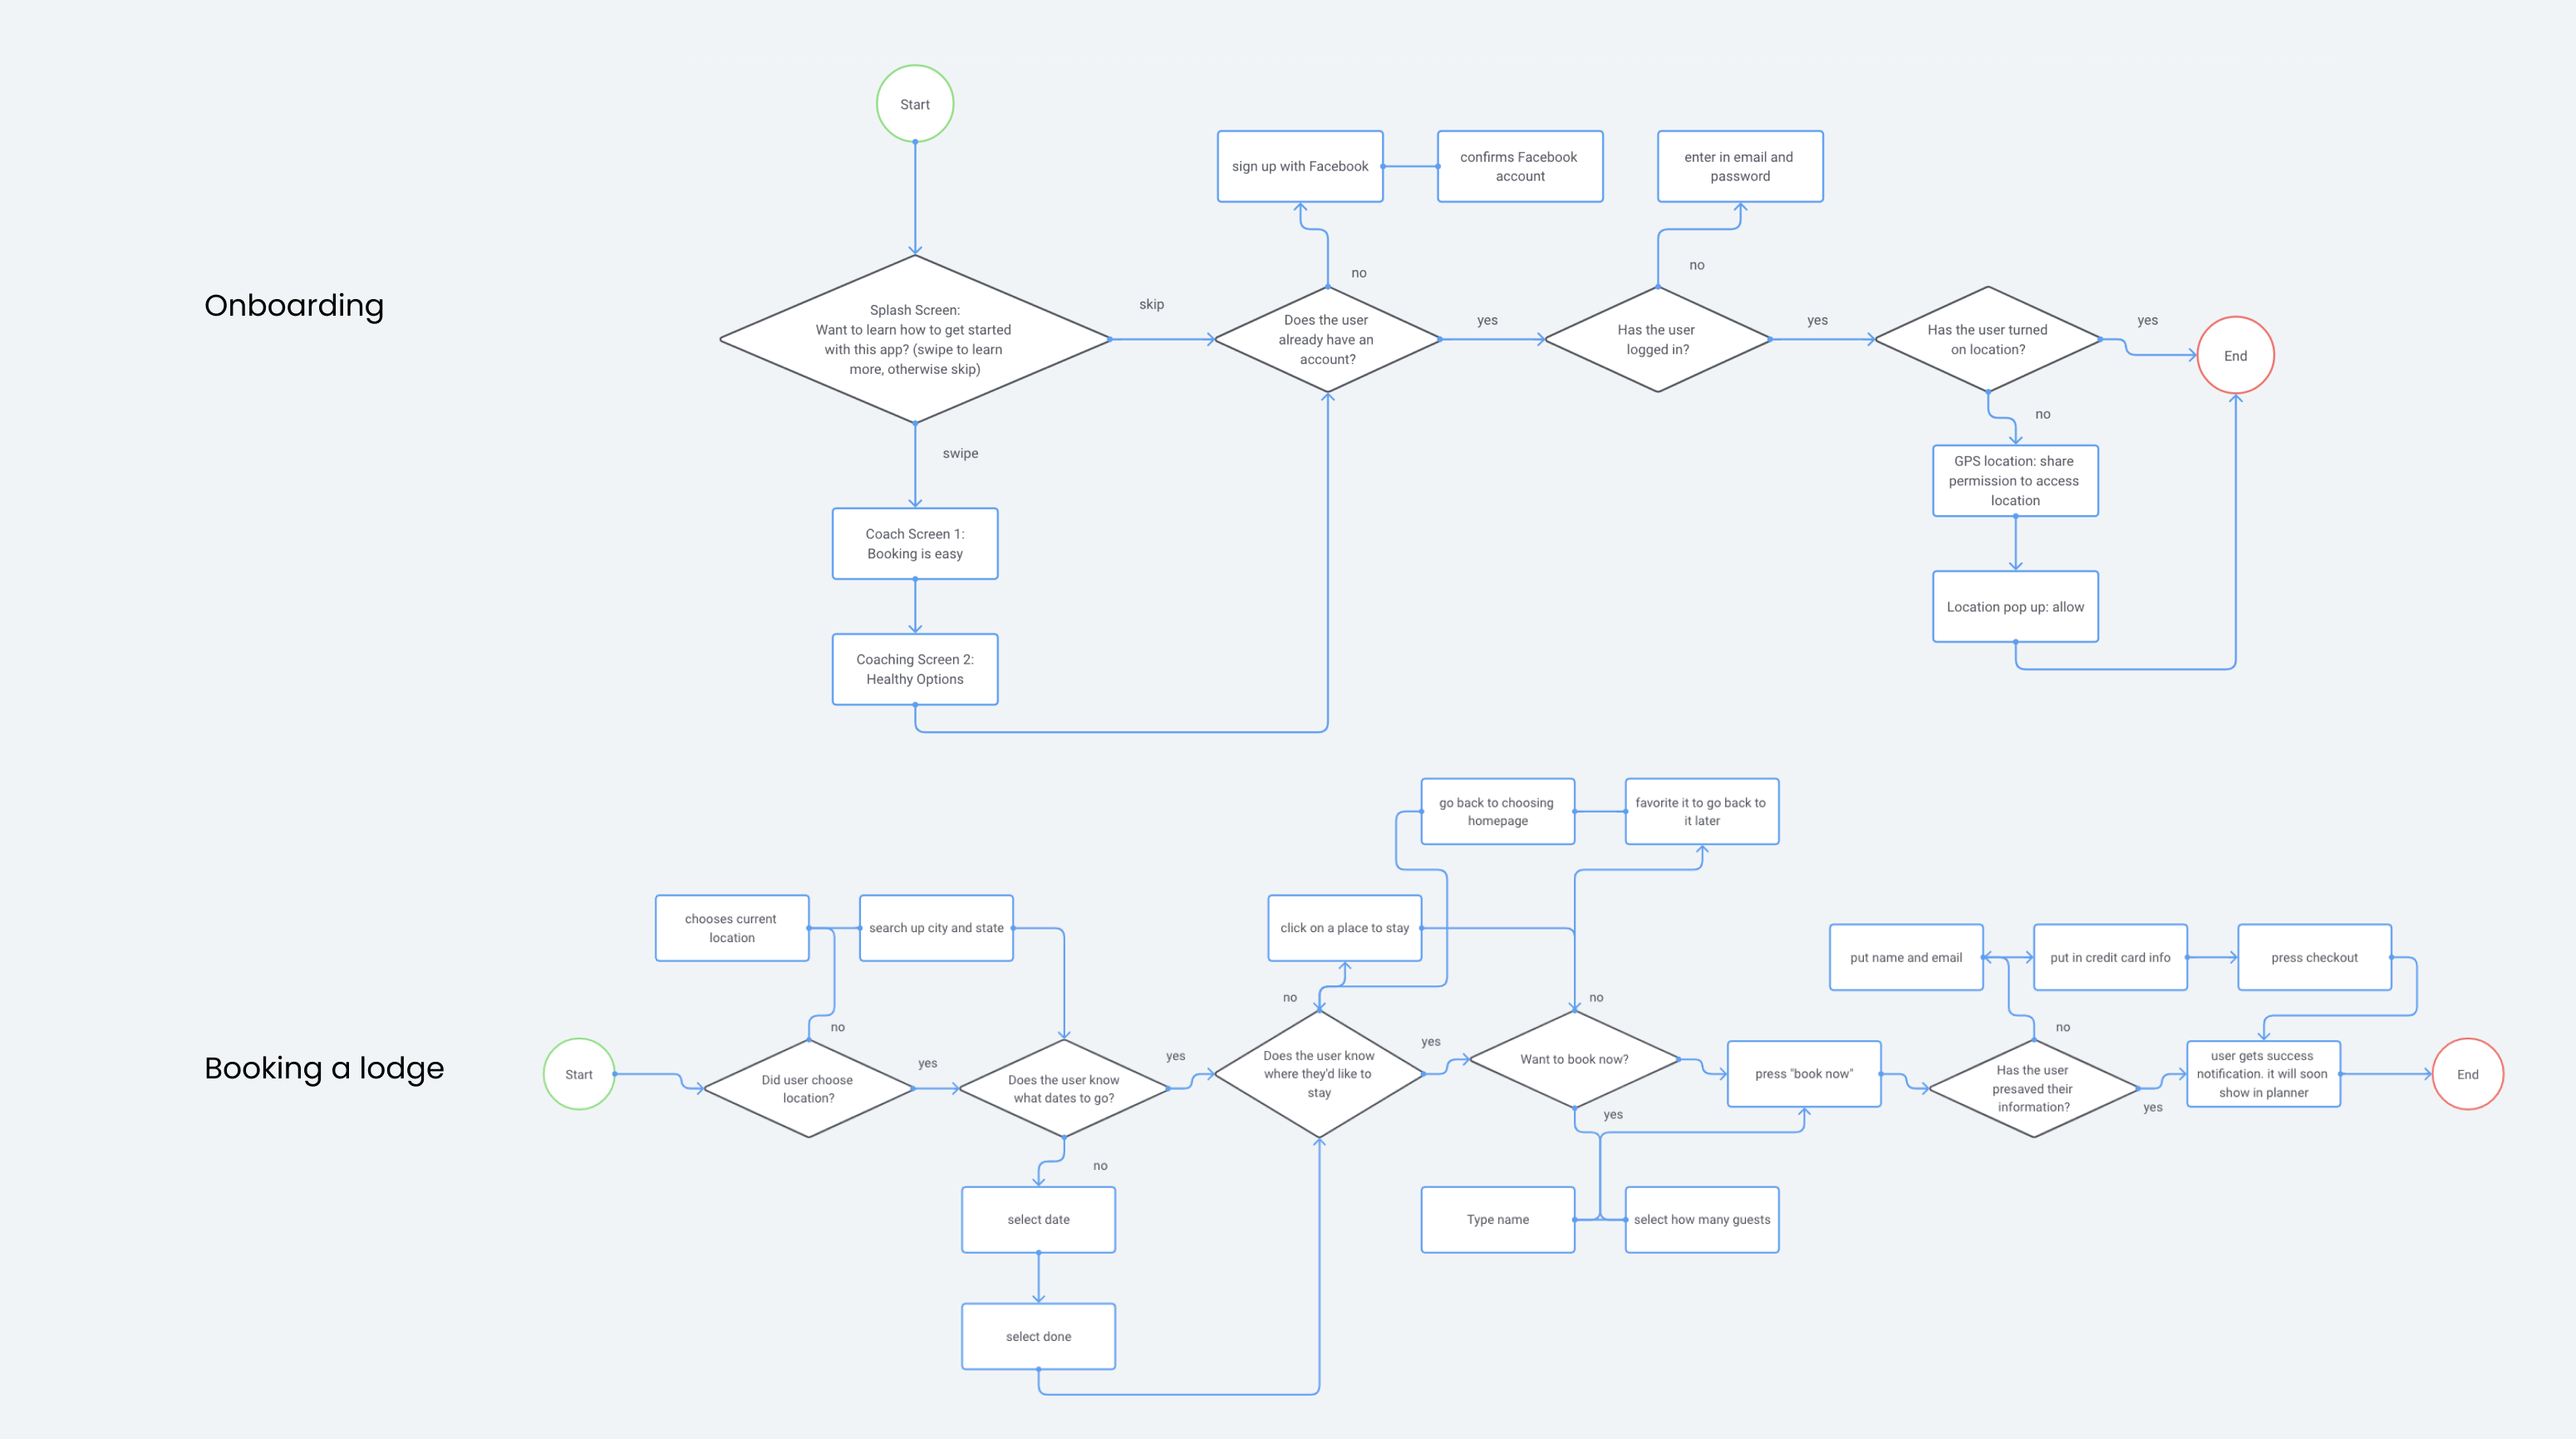 Onboarding
Start
Splash Screen:
Want to learn how to get started
with this app? (swipe to learn
more, otherwise skip)
skip
swipe
Coach Screen 1:
Booking is easy
Coaching Screen 2:
Healthy Options
Does the user
already have an
account?
no
sign up with Facebook
confirms Facebook
account
yes
Has the user
logged in?
no
enter in email and
password
yes
Has the user turned
on location?
yes
no
GPS location: share
permission to access
location
Location pop up: allow
End
Booking a lodge
Start
Did user choose
location?
no
chooses current
location
search up city and state
yes
Does the user know
what dates to go?
no
select date
select done
yes
Does the user know
where they'd like to
stay
no
click on a place to stay
go back to choosing
homepage
favorite it to go back to
it later
yes
Want to book now?
no
yes
Type name
select how many guests
press "book now"
Has the user
presaved their
information?
no
put name and email
put in credit card info
press checkout
yes
user gets success
notification. it will soon
show in planner
End